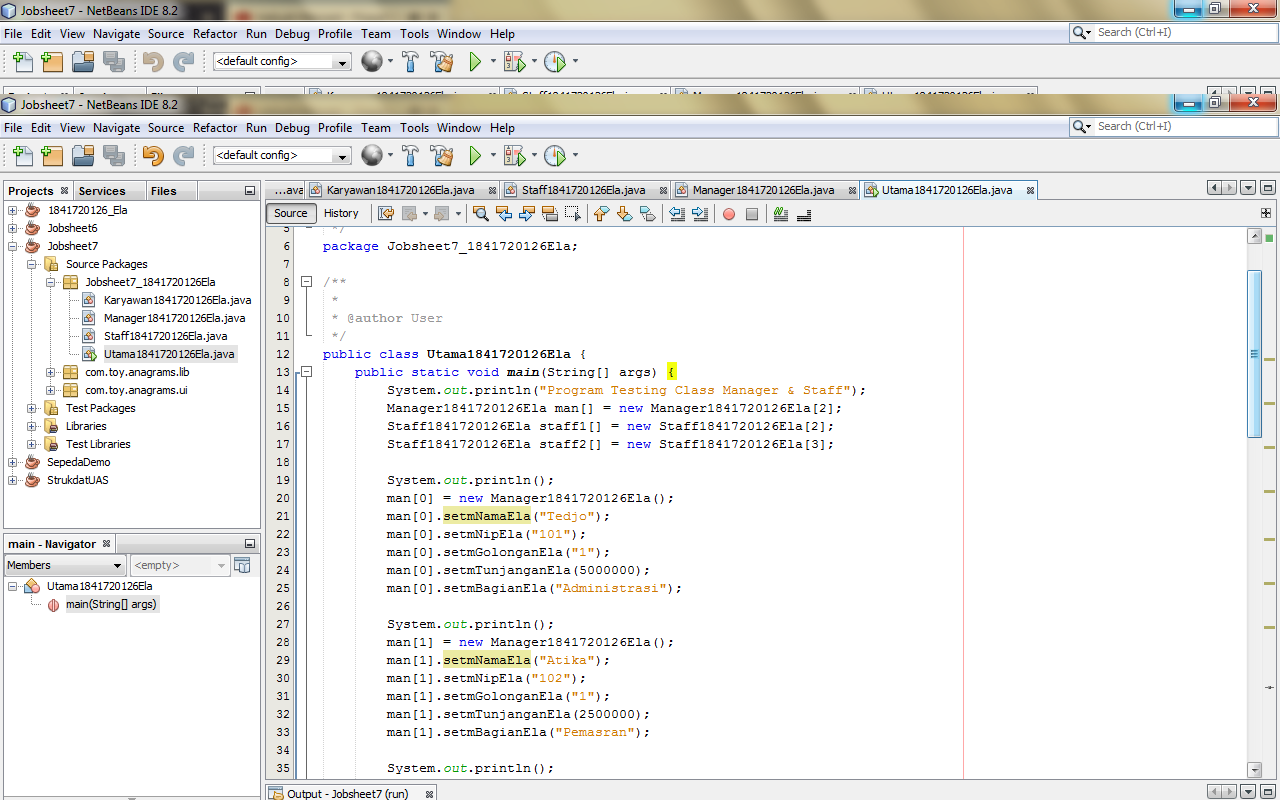 Jobsheet7 - NetBeans IDE 8.2
File Edit View Navigate Source Refactor Run Debug Profile Team Tools Window Help
Search (Ctrl+I)
<default config>
Jobsheet7 - NetBeans IDE 8.2
File Edit View Navigate Source Refactor Run Debug Profile Team Tools Window Help
Search (Ctrl+I)
<default config>
Projects Services Files
1841720126_Ela
Jobsheet6
Jobsheet7
Source Packages
Jobsheet7_1841720126Ela
Karyawan1841720126Ela.java
Manager1841720126Ela.java
Staff1841720126Ela.java
Utama1841720126Ela.java
com.toy.anagrams.lib
com.toy.anagrams.ui
Test Packages
Libraries
Test Libraries
SepedaDemo
StrukdatUAS
main - Navigator
Members <empty>
Utama1841720126Ela
main(String[] args)
...ava Karyawan1841720126Ela.java Staff1841720126Ela.java Manager1841720126Ela.java Utama1841720126Ela.java
Source History
5 */
6 package Jobsheet7_1841720126Ela;
7
8 /**
9 *
10 * @author User
11 */
12 public class Utama1841720126Ela {
13 public static void main(String[] args) {
14 System.out.println("Program Testing Class Manager & Staff");
15 Manager1841720126Ela man[] = new Manager1841720126Ela[2];
16 Staff1841720126Ela staff1[] = new Staff1841720126Ela[2];
17 Staff1841720126Ela staff2[] = new Staff1841720126Ela[3];
18
19 System.out.println();
20 man[0] = new Manager1841720126Ela();
21 man[0].setmNamaEla("Tedjo");
22 man[0].setmNipEla("101");
23 man[0].setmGolonganEla("1");
24 man[0].setmTunjanganEla(5000000);
25 man[0].setmBagianEla("Administrasi");
26
27 System.out.println();
28 man[1] = new Manager1841720126Ela();
29 man[1].setmNamaEla("Atika");
30 man[1].setmNipEla("102");
31 man[1].setmGolonganEla("1");
32 man[1].setmTunjanganEla(2500000);
33 man[1].setmBagianEla("Pemasran");
34
35 System.out.println();
Output - Jobsheet7 (run)